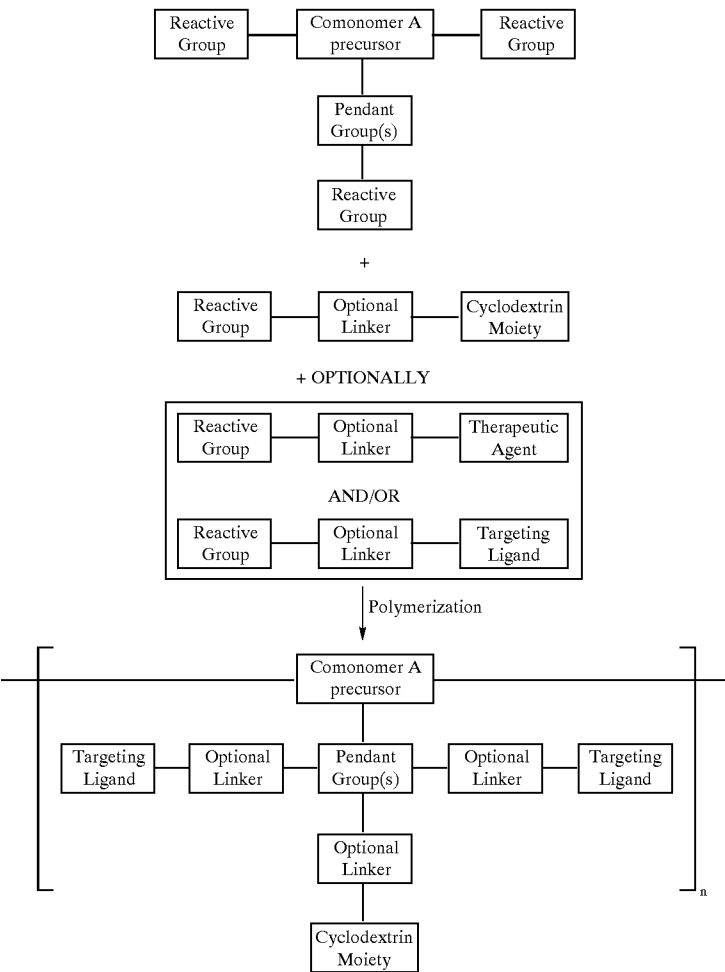 Reactive
Group
Comonomer A
precursor
Reactive
Group
Pendant
Group(s)
Reactive
Group
+
Reactive
Group
Optional
Linker
Cyclodextrin
Moiety
+ OPTIONALLY
Reactive
Group
Optional
Linker
Therapeutic
Agent
AND/OR
Reactive
Group
Optional
Linker
Targeting
Ligand
Polymerization
Comonomer A
precursor
Targeting
Ligand
Optional
Linker
Pendant
Group(s)
Optional
Linker
Targeting
Ligand
Optional
Linker
n
Cyclodextrin
Moiety